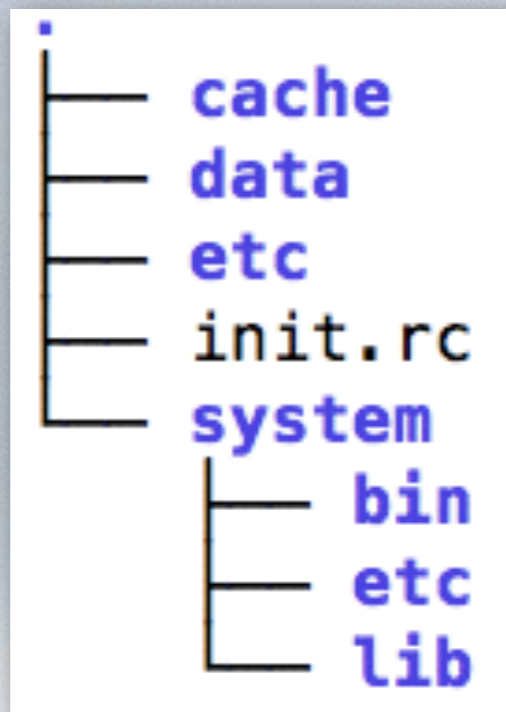 .
├── cache
├── data
├── etc
├── init.rc
└── system
    ├── bin
    ├── etc
    └── lib